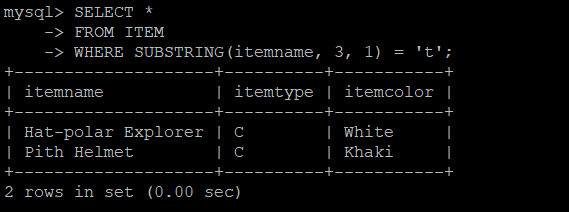 mysql> SELECT *
    -> FROM ITEM
    -> WHERE SUBSTRING(itemname, 3, 1) = 't';
+--------------------+----------+-----------+
| itemname           | itemtype | itemcolor |
+--------------------+----------+-----------+
| Hat-polar Explorer | C        | White     |
| Pith Helmet        | C        | Khaki     |
+--------------------+----------+-----------+
2 rows in set (0.00 sec)